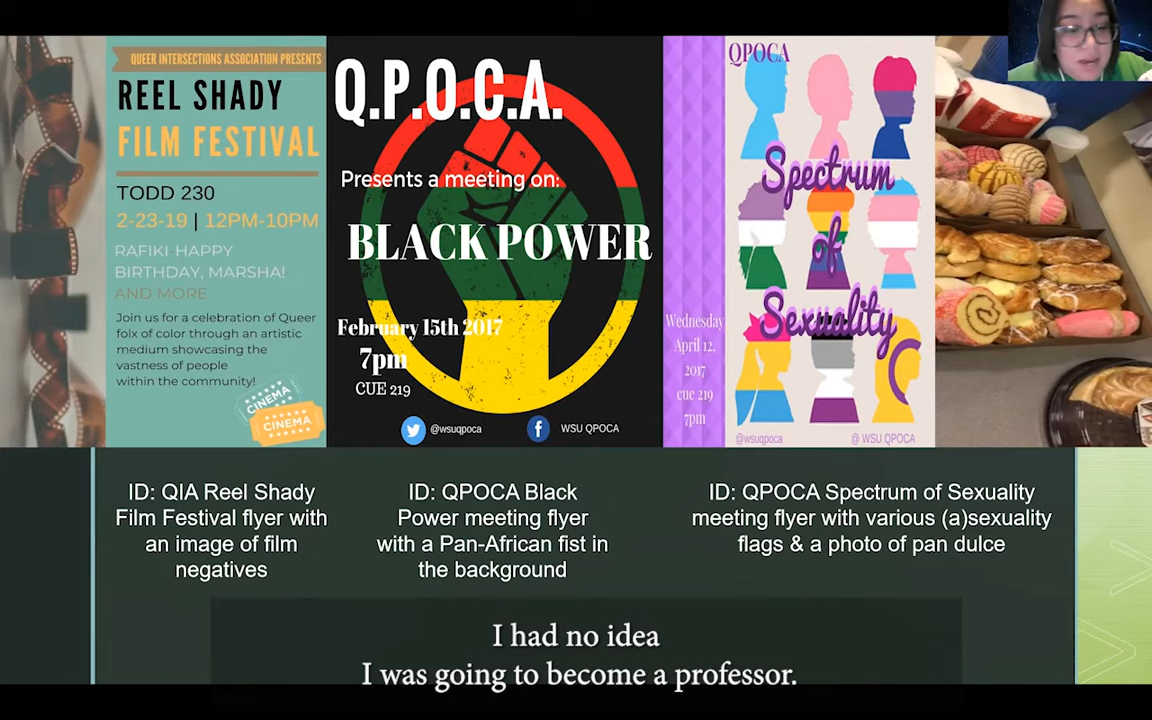 QUEER INTERSECTIONS ASSOCIATION PRESENTS
REEL SHADY
FILM FESTIVAL
TODD 230
2-23-19 | 12PM-10PM
RAFIKI HAPPY
BIRTHDAY, MARSHA!
AND MORE
Join us for a celebration of Queer
folx of color through an artistic
medium showcasing the
vastness of people
within the community!
CINEMA
CINEMA
Q.P.O.C.A.
Presents a meeting on:
BLACK POWER
February 15th 2017
7pm
CUE 219
@wsuqpoca
WSU QPOCA
QPOCA
Spectrum
of
Sexuality
Wednesday
April 12,
2017
cue 219
7pm
@wsuqpoca
@ WSU QPOCA
ID: QIA Reel Shady
Film Festival flyer with
an image of film
negatives
ID: QPOCA Black
Power meeting flyer
with a Pan-African fist in
the background
ID: QPOCA Spectrum of Sexuality
meeting flyer with various (a)sexuality
flags & a photo of pan dulce
I had no idea
I was going to become a professor.